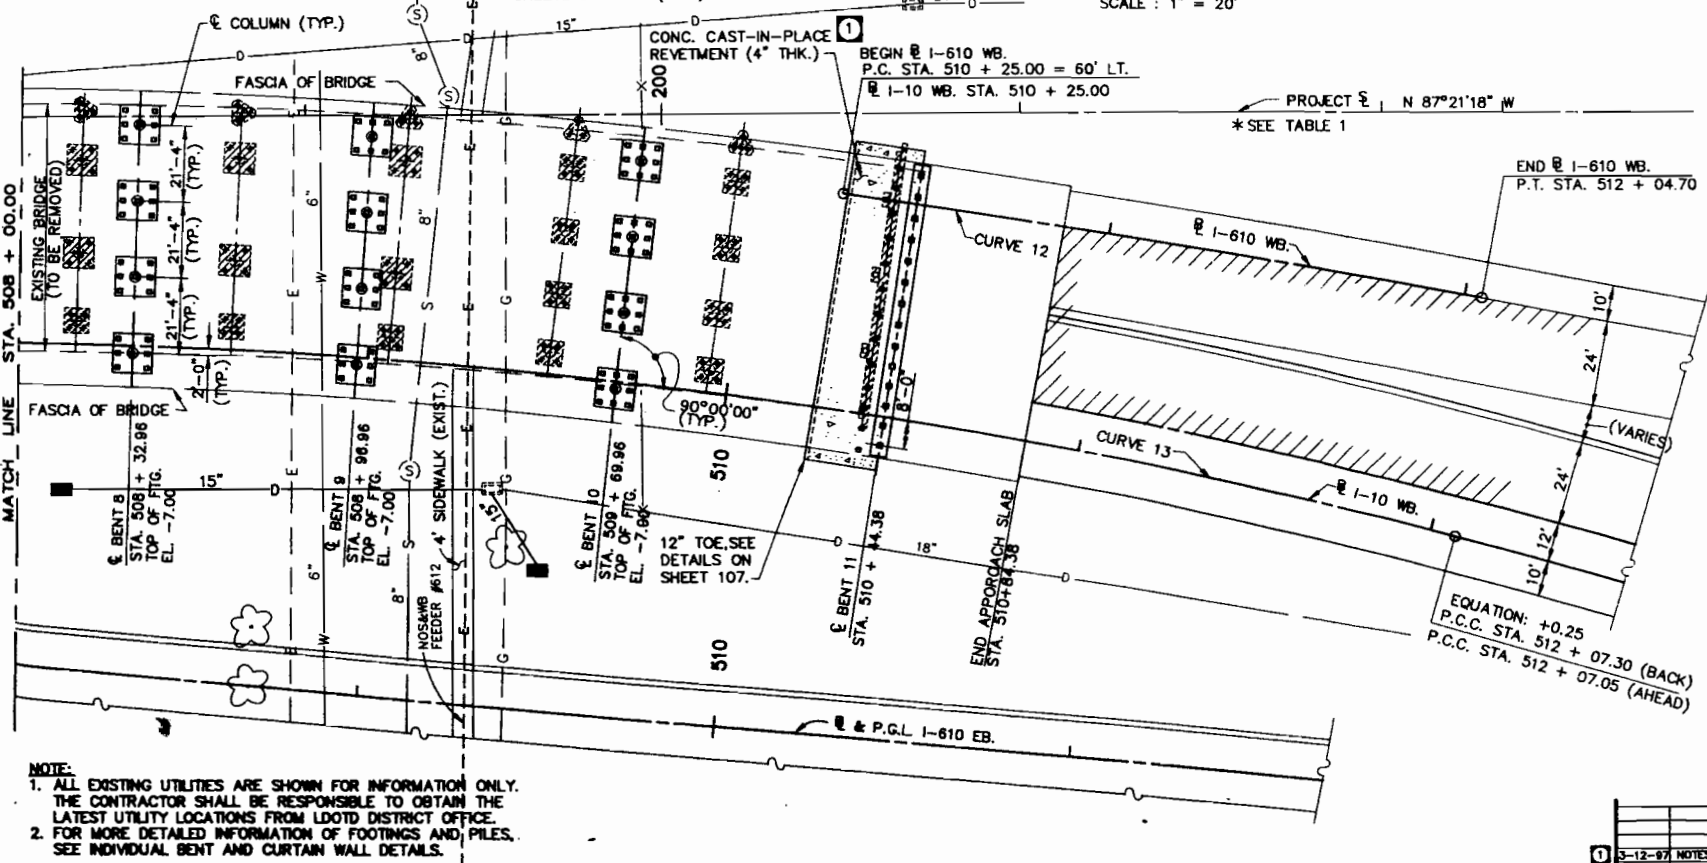 SCALE : 1" = 20'
℄ COLUMN (TYP.)
15"
D
D
D
D
8"
S
S
S
CONC. CAST-IN-PLACE 1
REVETMENT (4" THK.)
BEGIN ℄ I-610 WB.
P.C. STA. 510 + 25.00 = 60' LT.
℄ I-10 WB. STA. 510 + 25.00
FASCIA OF BRIDGE
200
PROJECT ℄ N 87°21'18" W
* SEE TABLE 1
END ℄ I-610 WB.
P.T. STA. 512 + 04.70
MATCH LINE STA. 508 + 00.00
EXISTING BRIDGE
(TO BE REMOVED)
21'-4"
(TYP.)
21'-4"
(TYP.)
21'-4"
(TYP.)
2'-0"
(TYP.)
6"
W
E
E
8"
S
E
G
G
CURVE 12
℄ I-610 WB.
10'
24'
(VARIES)
24'
12'
10'
FASCIA OF BRIDGE
90°00'00"
(TYP.)
8'-0"
CURVE 13
℄ I-10 WB.
℄ BENT 8
STA. 508 + 32.96
TOP OF FTG.
EL. -7.00
15"
D
E
℄ BENT 9
STA. 508 + 96.96
TOP OF FTG.
EL. -7.00
S
4' SIDEWALK (EXIST.)
G
15"
℄ BENT 10
STA. 509 + 69.96
TOP OF FTG.
510
12" TOE, SEE
DETAILS ON
SHEET 107.
D
18"
D
℄ BENT 11
STA. 510 + 44.38
END APPOROACH SLAB
STA. 510+84.38
EQUATION: +0.25
P.C.C. STA. 512 + 07.30 (BACK)
P.C.C. STA. 512 + 07.05 (AHEAD)
6"
W
8"
S
NOS&WB
FEEDER #612
E
E
G
510
℄ & P.G.L. I-610 EB.
NOTE:
1. ALL EXISTING UTILITIES ARE SHOWN FOR INFORMATION ONLY.
THE CONTRACTOR SHALL BE RESPONSIBLE TO OBTAIN THE
LATEST UTILITY LOCATIONS FROM LDOTD DISTRICT OFFICE.
2. FOR MORE DETAILED INFORMATION OF FOOTINGS AND PILES,
SEE INDIVIDUAL BENT AND CURTAIN WALL DETAILS.
1 3-12-97